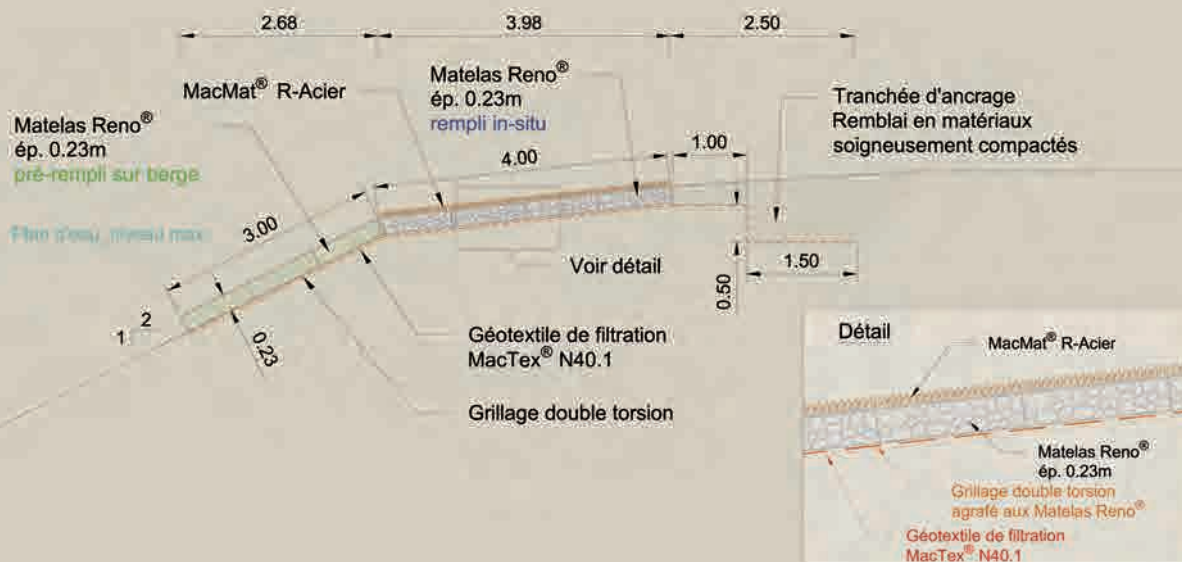 2.68
3.98
2.50
MacMat® R-Acier
Matelas Reno®
ép. 0.23m
rempli in-situ
Tranchée d'ancrage
Remblai en matériaux
soigneusement compactés
Matelas Reno®
ép. 0.23m
pré-rempli sur berge
4.00
1.00
Plan d'eau, niveau max.
3.00
Voir détail
1.50
0.50
2
1
0.23
Géotextile de filtration
MacTex® N40.1
Grillage double torsion
Détail
MacMat® R-Acier
Matelas Reno®
ép. 0.23m
Grillage double torsion
agrafé aux Matelas Reno®
Géotextile de filtration
MacTex® N40.1